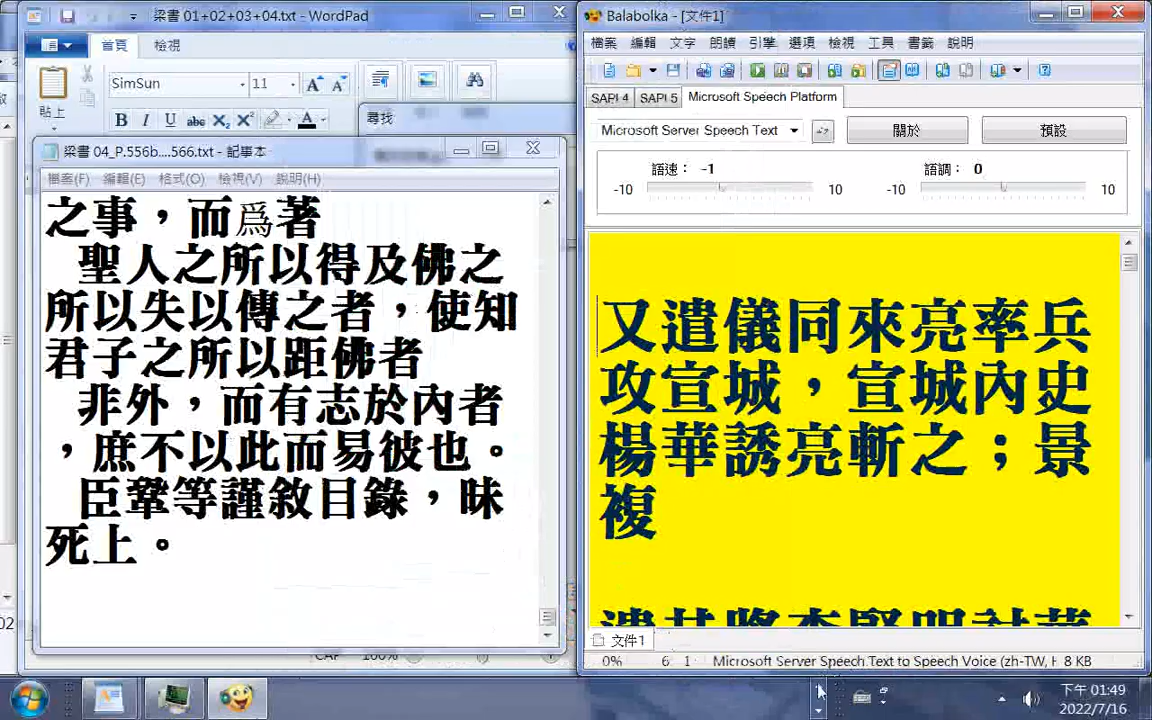 梁書 01+02+03+04.txt - WordPad
首頁
檢視
貼上
SimSun
11
B I U abc X₂ X²
A
尋找
梁書 04_P.556b....566.txt - 記事本
檔案(F) 編輯(E) 格式(O) 檢視(V) 說明(H)
之事，而爲著
聖人之所以得及佛之
所以失以傳之者，使知
君子之所以距佛者
非外，而有志於內者
，庶不以此而易彼也。
臣鞏等謹敘目錄，昧
死上。
100%
02
Balabolka - [文件1]
檔案 編輯 文字 朗讀 引擎 選項 檢視 工具 書籤 說明
SAPI 4 SAPI 5 Microsoft Speech Platform
Microsoft Server Speech Text
關於
預設
語速： -1
語調： 0
-10 10 -10 10
又遣儀同來亮率兵
攻宣城，宣城內史
楊華誘亮斬之；景
複
文件1
0% 6: 1 Microsoft Server Speech Text to Speech Voice (zh-TW, H 8 KB
下午 01:49
2022/7/16